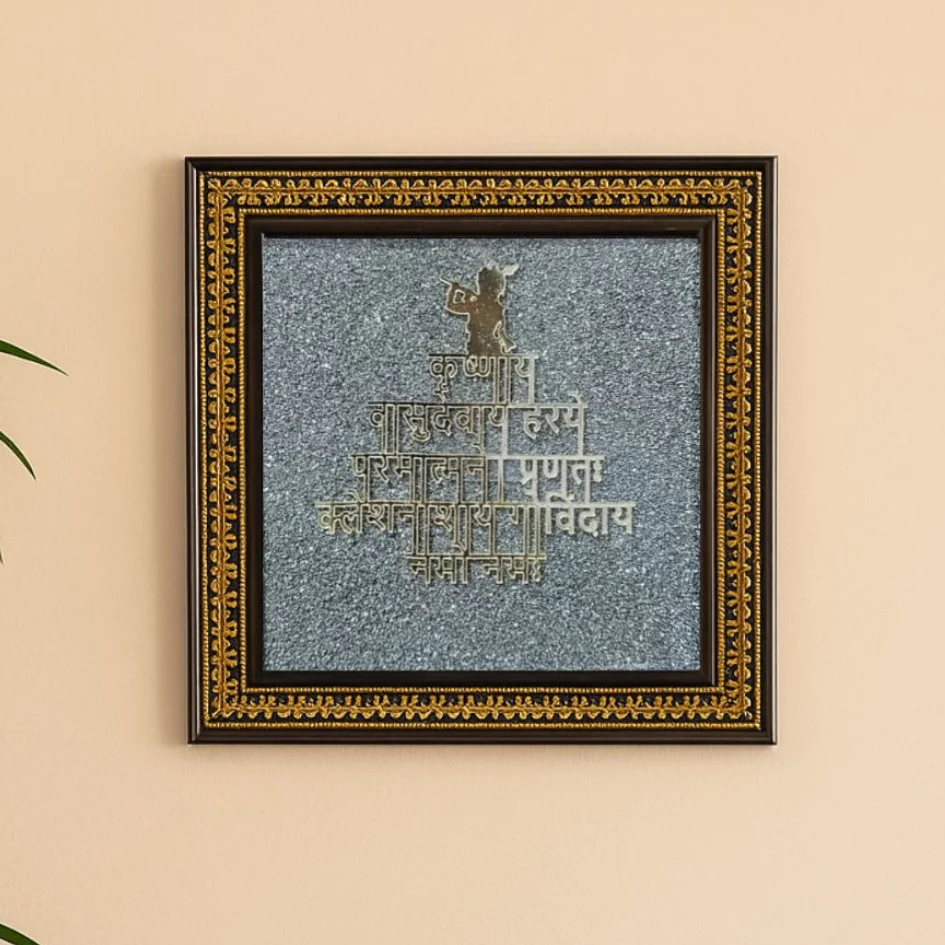 कृष्णाय
वासुदेवाय हरये
परमात्मने। प्रणतः
क्लेशनाशाय गोविंदाय
नमो नमः